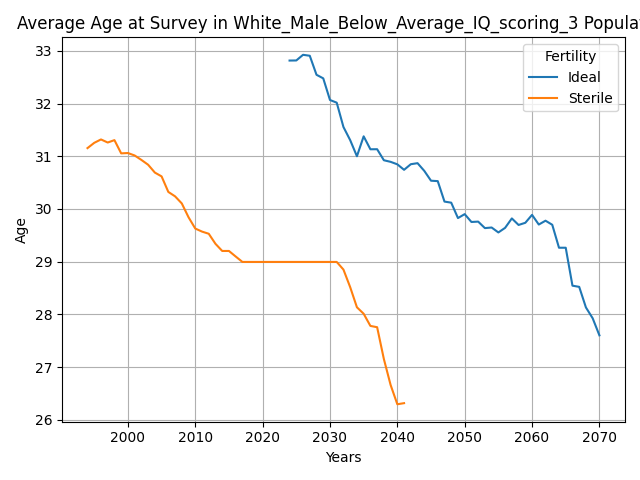 Average Age at Survey in White_Male_Below_Average_IQ_scoring_3 Popula
33
32
31
30
29
28
27
26
Age
Fertility
Ideal
Sterile
2000 2010 2020 2030 2040 2050 2060 2070
Years